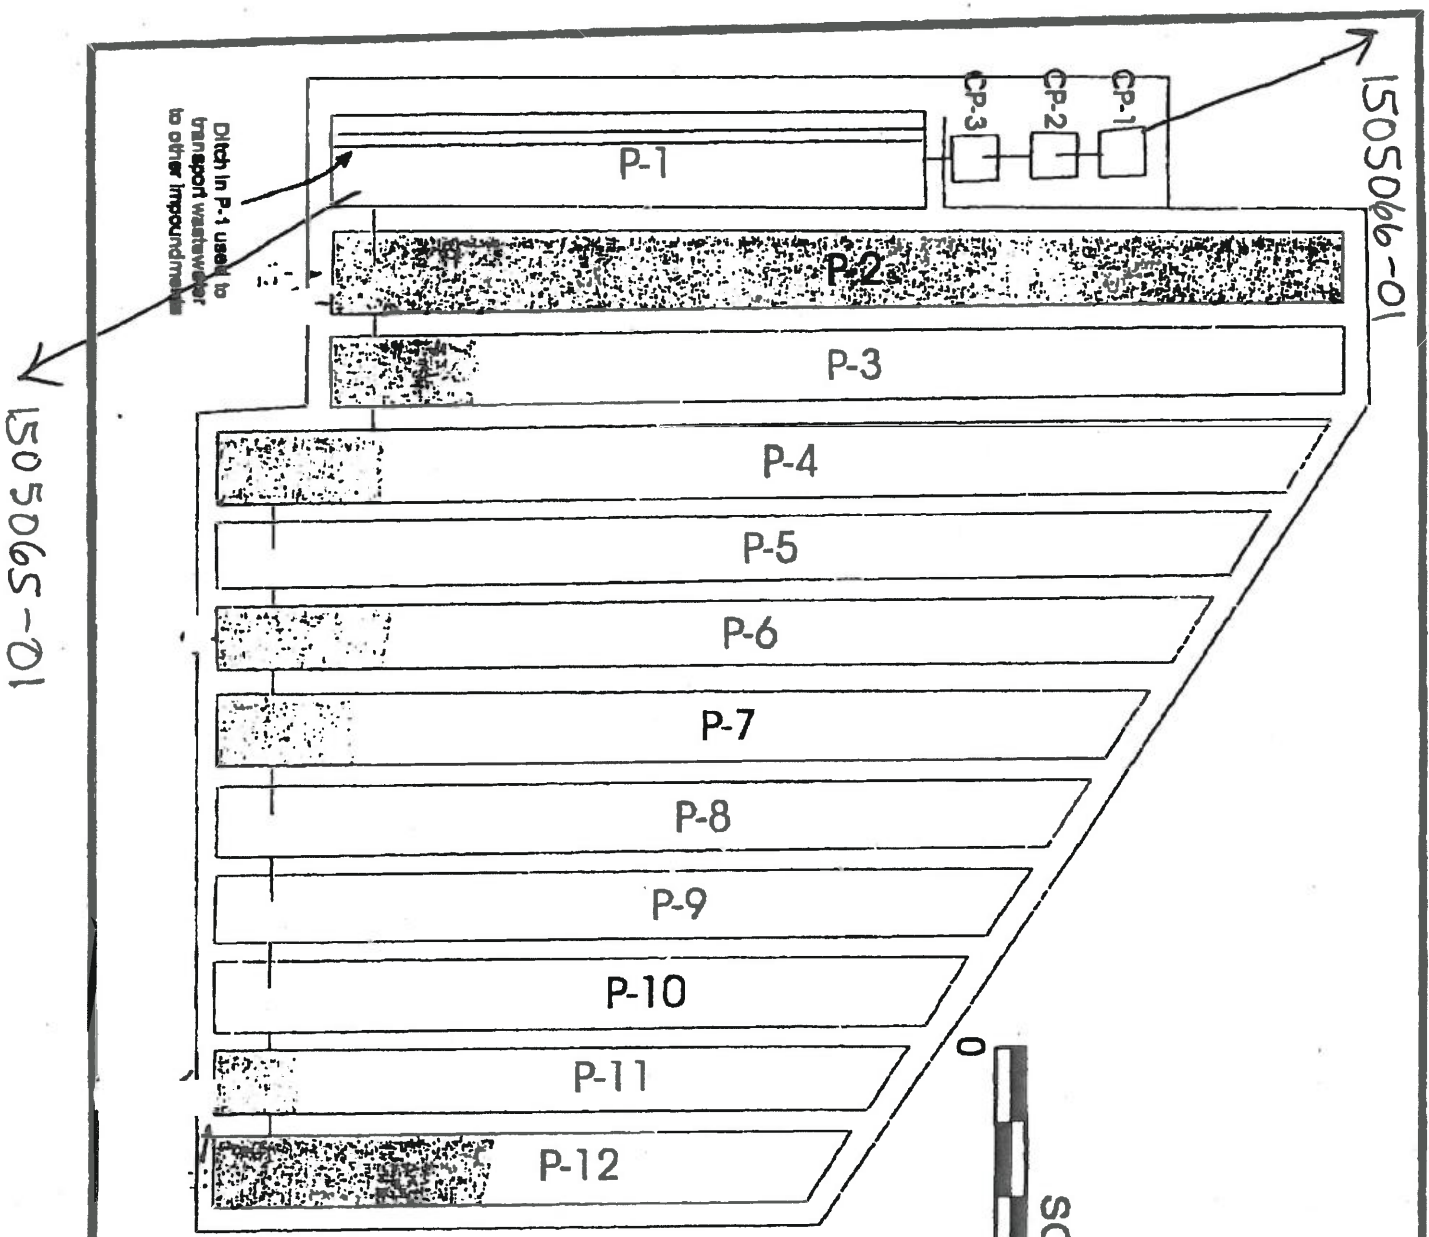 CP-3
CP-2
CP-1
1505066-01
P-1
Ditch in P-1 used to
transport wastewater
to other impoundments
P-2
P-3
1505065-01
P-4
P-5
P-6
P-7
P-8
P-9
P-10
0
P-11
P-12